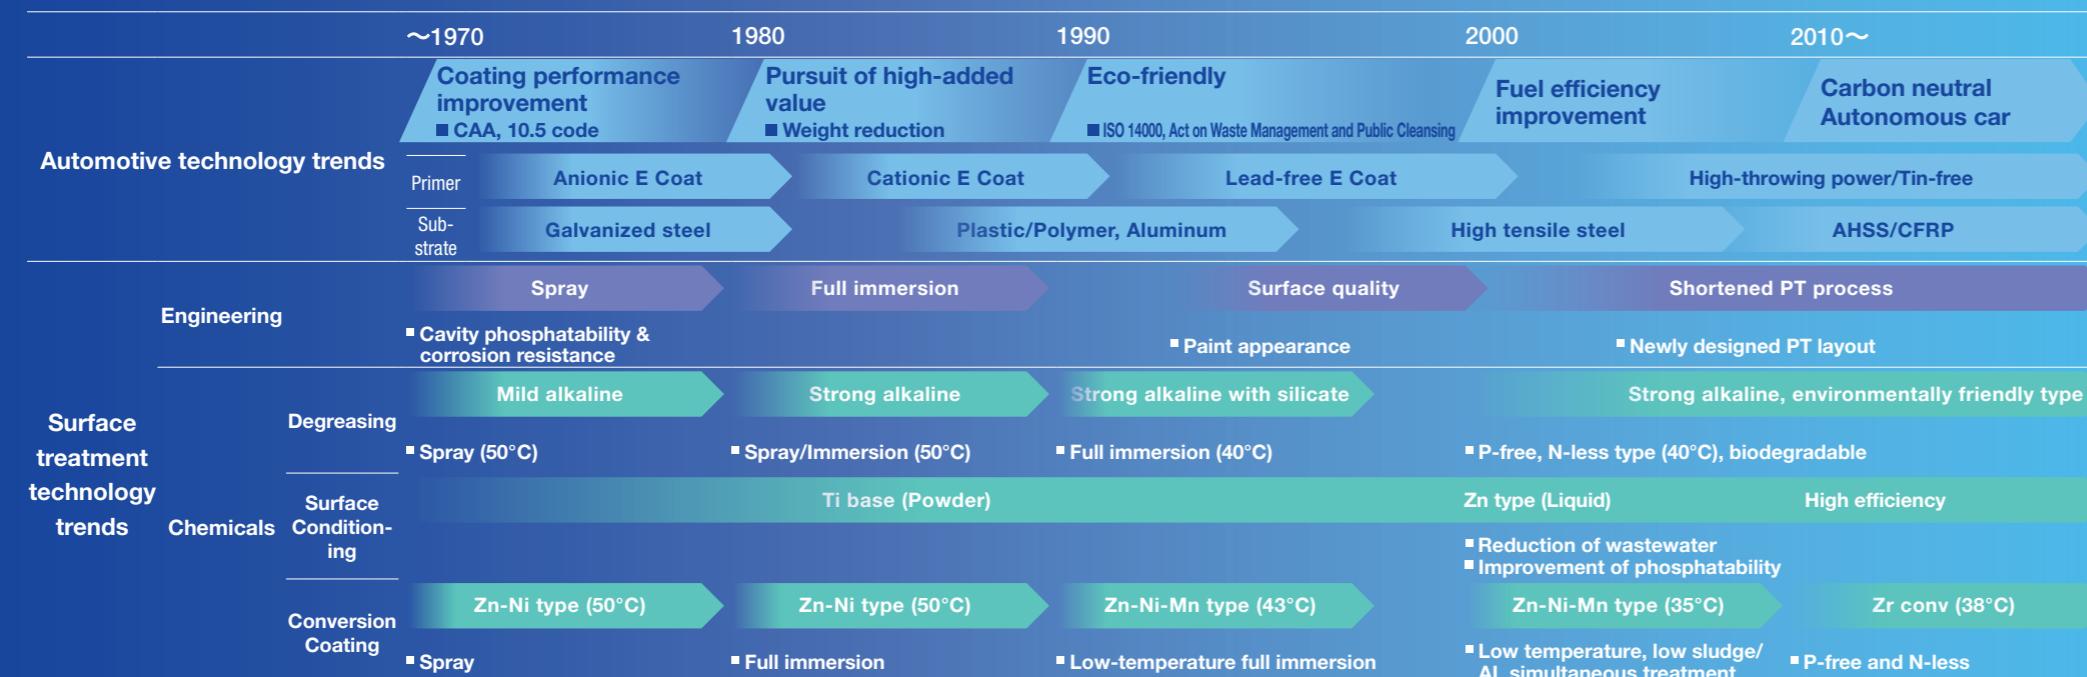 〜1970 1980 1990 2000 2010〜
Automotive technology trends
Coating performance
improvement
■ CAA, 10.5 code
Pursuit of high-added
value
■ Weight reduction
Eco-friendly
■ ISO 14000, Act on Waste Management and Public Cleansing
Fuel efficiency
improvement
Carbon neutral
Autonomous car
Primer
Anionic E Coat
Cationic E Coat
Lead-free E Coat
High-throwing power/Tin-free
Sub-
strate
Galvanized steel
Plastic/Polymer, Aluminum
High tensile steel
AHSS/CFRP
Surface
treatment
technology
trends
Engineering
Spray
Full immersion
Surface quality
Shortened PT process
■ Cavity phosphatability &
corrosion resistance
■ Paint appearance
■ Newly designed PT layout
Chemicals
Degreasing
Mild alkaline
Strong alkaline
Strong alkaline with silicate
Strong alkaline, environmentally friendly type
■ Spray (50°C)
■ Spray/Immersion (50°C)
■ Full immersion (40°C)
■ P-free, N-less type (40°C), biodegradable
Surface
Condition-
ing
Ti base (Powder)
Zn type (Liquid)
High efficiency
■ Reduction of wastewater
■ Improvement of phosphatability
Conversion
Coating
Zn-Ni type (50°C)
Zn-Ni type (50°C)
Zn-Ni-Mn type (43°C)
Zn-Ni-Mn type (35°C)
Zr conv (38°C)
■ Spray
■ Full immersion
■ Low-temperature full immersion
■ Low temperature, low sludge/
AL simultaneous treatment
■ P-free and N-less